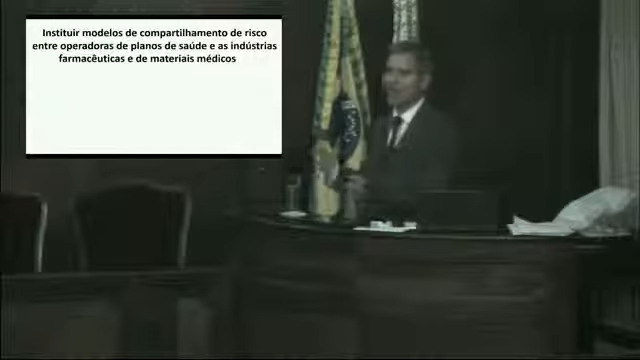 Instituir modelos de compartilhamento de risco
entre operadoras de planos de saúde e as indústrias
farmacêuticas e de materiais médicos